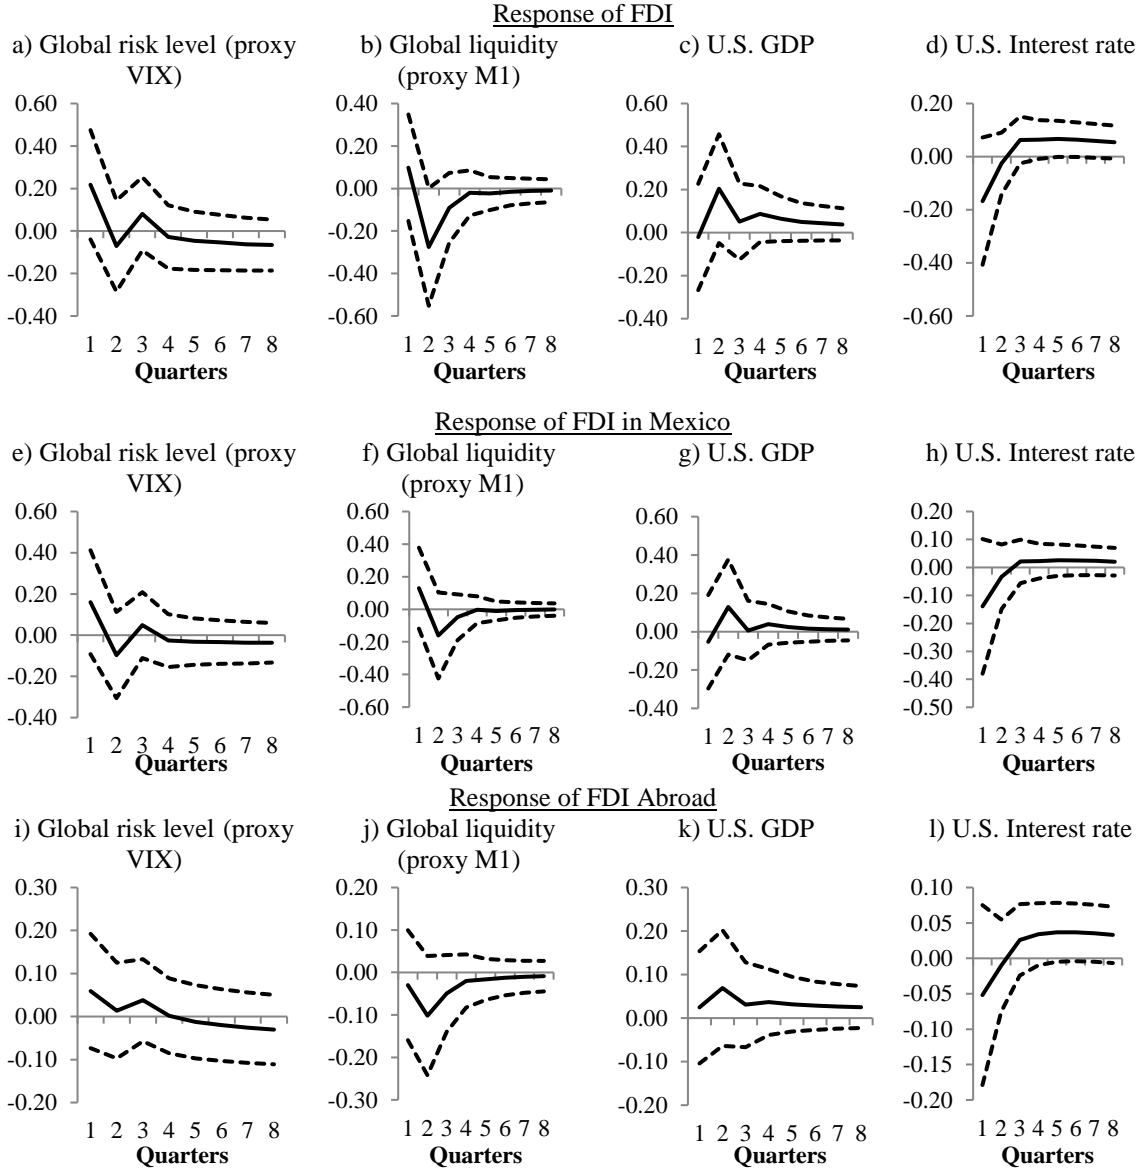 Response of FDI
a) Global risk level (proxy VIX)
b) Global liquidity (proxy M1)
c) U.S. GDP
d) U.S. Interest rate
0.60
0.40
0.20
0.00
-0.20
-0.40
1 2 3 4 5 6 7 8
Quarters
0.40
0.20
0.00
-0.20
-0.40
-0.60
1 2 3 4 5 6 7 8
Quarters
0.60
0.40
0.20
0.00
-0.20
-0.40
1 2 3 4 5 6 7 8
Quarters
0.20
0.00
-0.20
-0.40
-0.60
1 2 3 4 5 6 7 8
Quarters
Response of FDI in Mexico
e) Global risk level (proxy VIX)
f) Global liquidity (proxy M1)
g) U.S. GDP
h) U.S. Interest rate
0.60
0.40
0.20
0.00
-0.20
-0.40
1 2 3 4 5 6 7 8
Quarters
0.60
0.40
0.20
0.00
-0.20
-0.40
-0.60
1 2 3 4 5 6 7 8
Quarters
0.60
0.40
0.20
0.00
-0.20
-0.40
1 2 3 4 5 6 7 8
Quarters
0.20
0.10
0.00
-0.10
-0.20
-0.30
-0.40
-0.50
1 2 3 4 5 6 7 8
Quarters
Response of FDI Abroad
i) Global risk level (proxy VIX)
j) Global liquidity (proxy M1)
k) U.S. GDP
l) U.S. Interest rate
0.30
0.20
0.10
0.00
-0.10
-0.20
1 2 3 4 5 6 7 8
Quarters
0.20
0.10
0.00
-0.10
-0.20
-0.30
1 2 3 4 5 6 7 8
Quarters
0.30
0.20
0.10
0.00
-0.10
-0.20
1 2 3 4 5 6 7 8
Quarters
0.10
0.05
0.00
-0.05
-0.10
-0.15
-0.20
1 2 3 4 5 6 7 8
Quarters